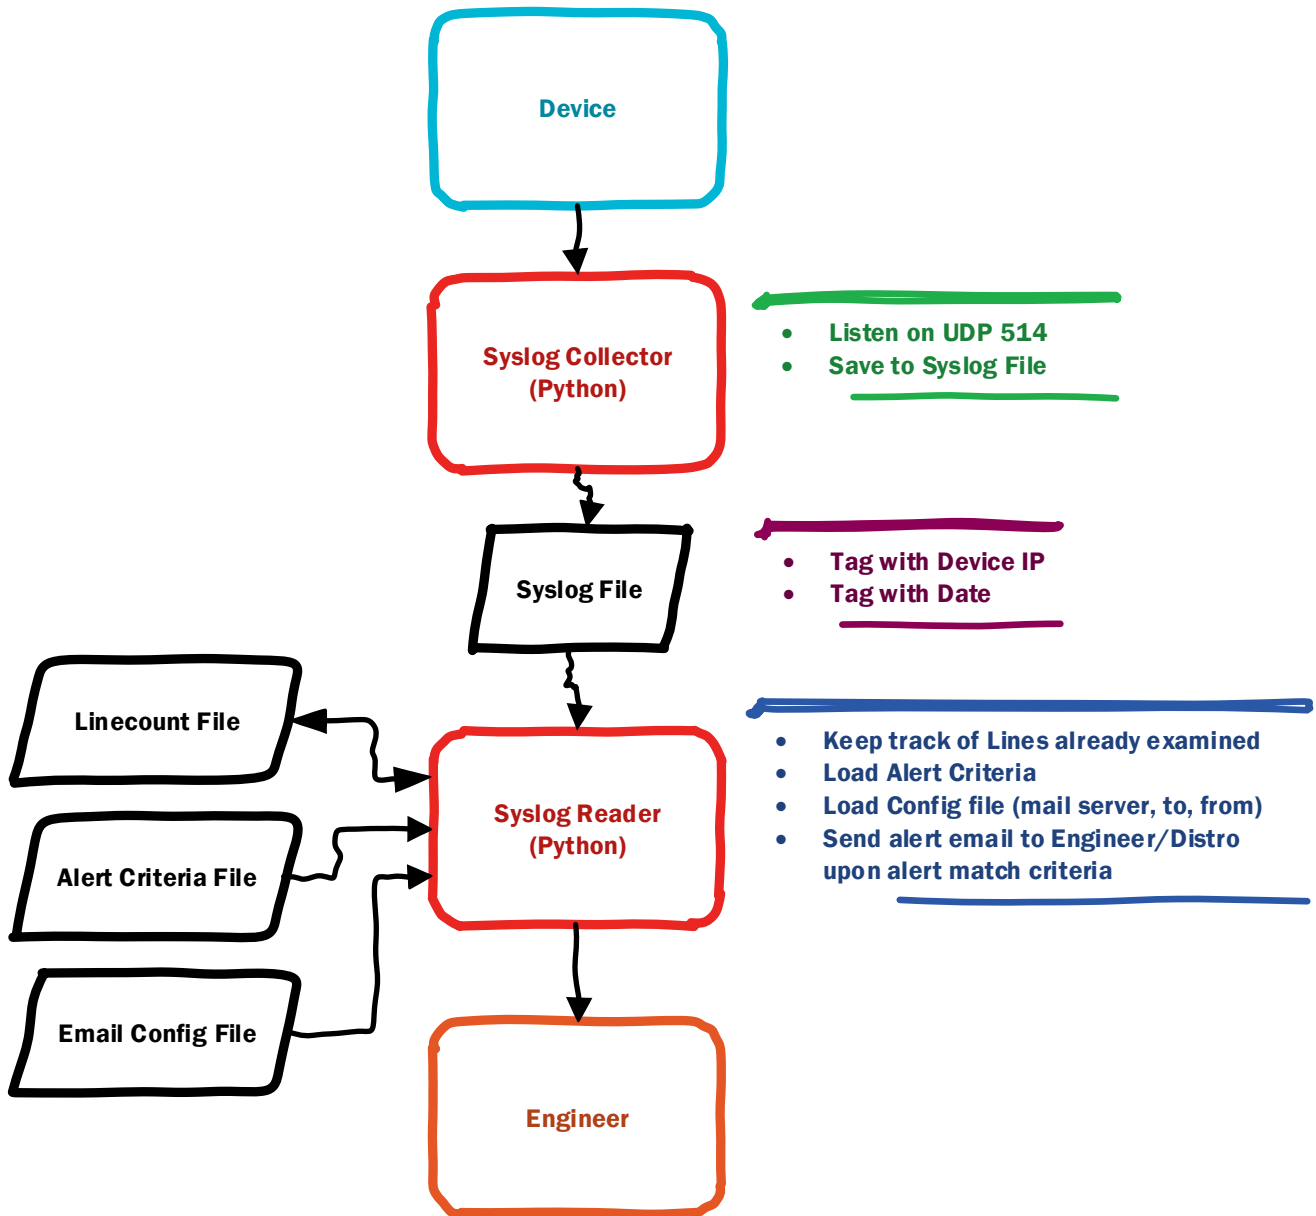 Device
Syslog Collector
(Python)
• Listen on UDP 514
• Save to Syslog File
Syslog File
• Tag with Device IP
• Tag with Date
Linecount File
Alert Criteria File
Email Config File
Syslog Reader
(Python)
• Keep track of Lines already examined
• Load Alert Criteria
• Load Config file (mail server, to, from)
• Send alert email to Engineer/Distro
upon alert match criteria
Engineer